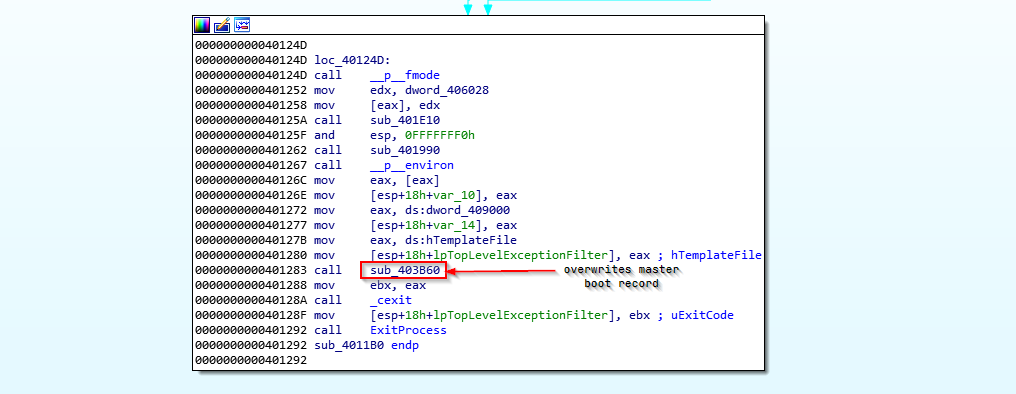 000000000040124D
000000000040124D loc_40124D:
000000000040124D call    __p__fmode
0000000000401252 mov     edx, dword_406028
0000000000401258 mov     [eax], edx
000000000040125A call    sub_401E10
000000000040125F and     esp, 0FFFFFFF0h
0000000000401262 call    sub_401990
0000000000401267 call    __p__environ
000000000040126C mov     eax, [eax]
000000000040126E mov     [esp+18h+var_10], eax
0000000000401272 mov     eax, ds:dword_409000
0000000000401277 mov     [esp+18h+var_14], eax
000000000040127B mov     eax, ds:hTemplateFile
0000000000401280 mov     [esp+18h+lpTopLevelExceptionFilter], eax ; hTemplateFile
0000000000401283 call    sub_403B60 overwrites master
boot record
0000000000401288 mov     ebx, eax
000000000040128A call    _cexit
000000000040128F mov     [esp+18h+lpTopLevelExceptionFilter], ebx ; uExitCode
0000000000401292 call    ExitProcess
0000000000401292 sub_4011B0 endp
0000000000401292